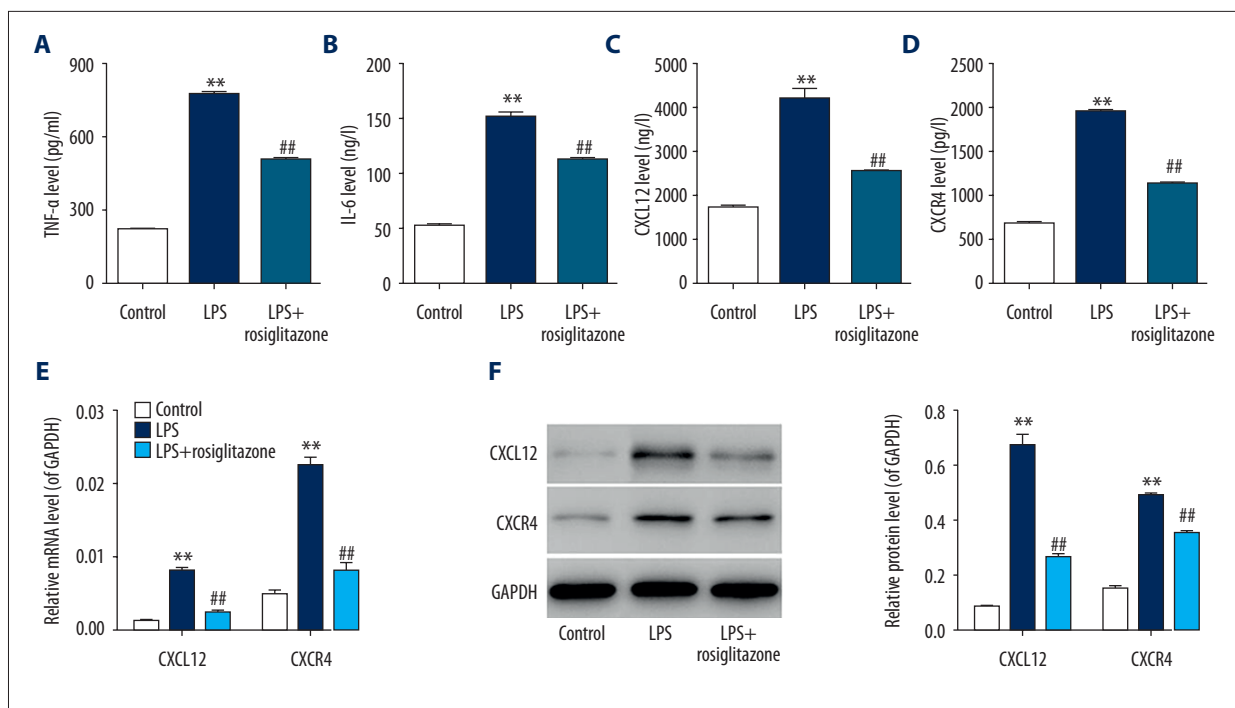 A
TNF-α level (pg/ml)
900
600
300
0
**
##
Control
LPS
LPS+
rosiglitazone
B
IL-6 level (ng/l)
200
150
100
50
0
**
##
Control
LPS
LPS+
rosiglitazone
C
CXCL12 level (ng/l)
5000
4000
3000
2000
1000
0
**
##
Control
LPS
LPS+
rosiglitazone
D
CXCR4 level (pg/l)
2500
2000
1500
1000
500
0
**
##
Control
LPS
LPS+
rosiglitazone
E
Relative mRNA level (of GAPDH)
0.03
0.02
0.01
0.00
Control
LPS
LPS+rosiglitazone
**
##
**
##
CXCL12
CXCR4
F
CXCL12
CXCR4
GAPDH
Control
LPS
LPS+
rosiglitazone
Relative protein level (of GAPDH)
0.8
0.6
0.4
0.2
0.0
**
##
**
##
CXCL12
CXCR4